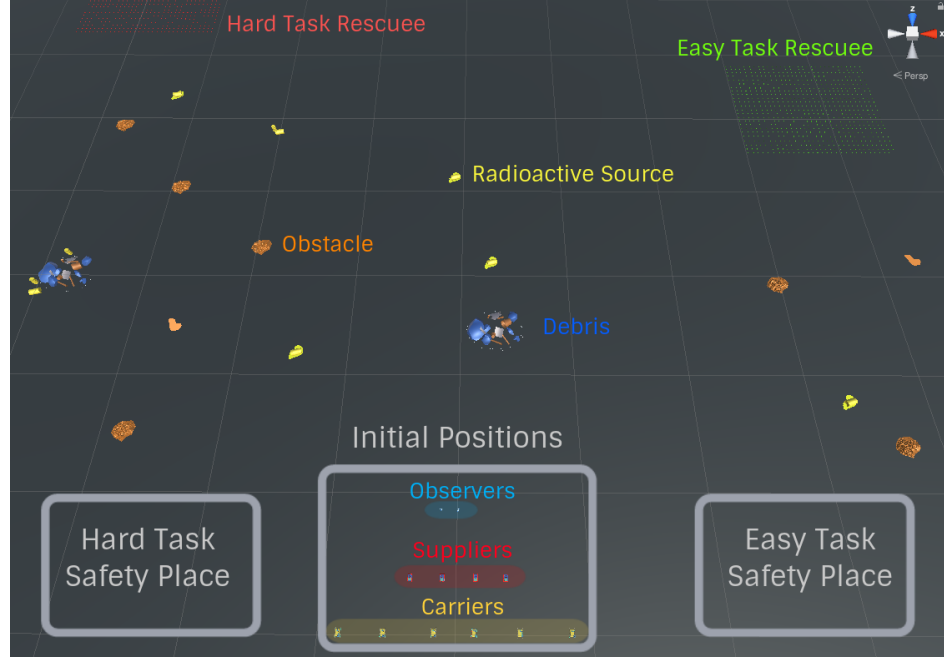 Hard Task Rescuee
z
Easy Task Rescuee
x
< Persp
Radioactive Source
Obstacle
Debris
Initial Positions
Observers
Hard Task
Safety Place
Suppliers
Easy Task
Safety Place
Carriers